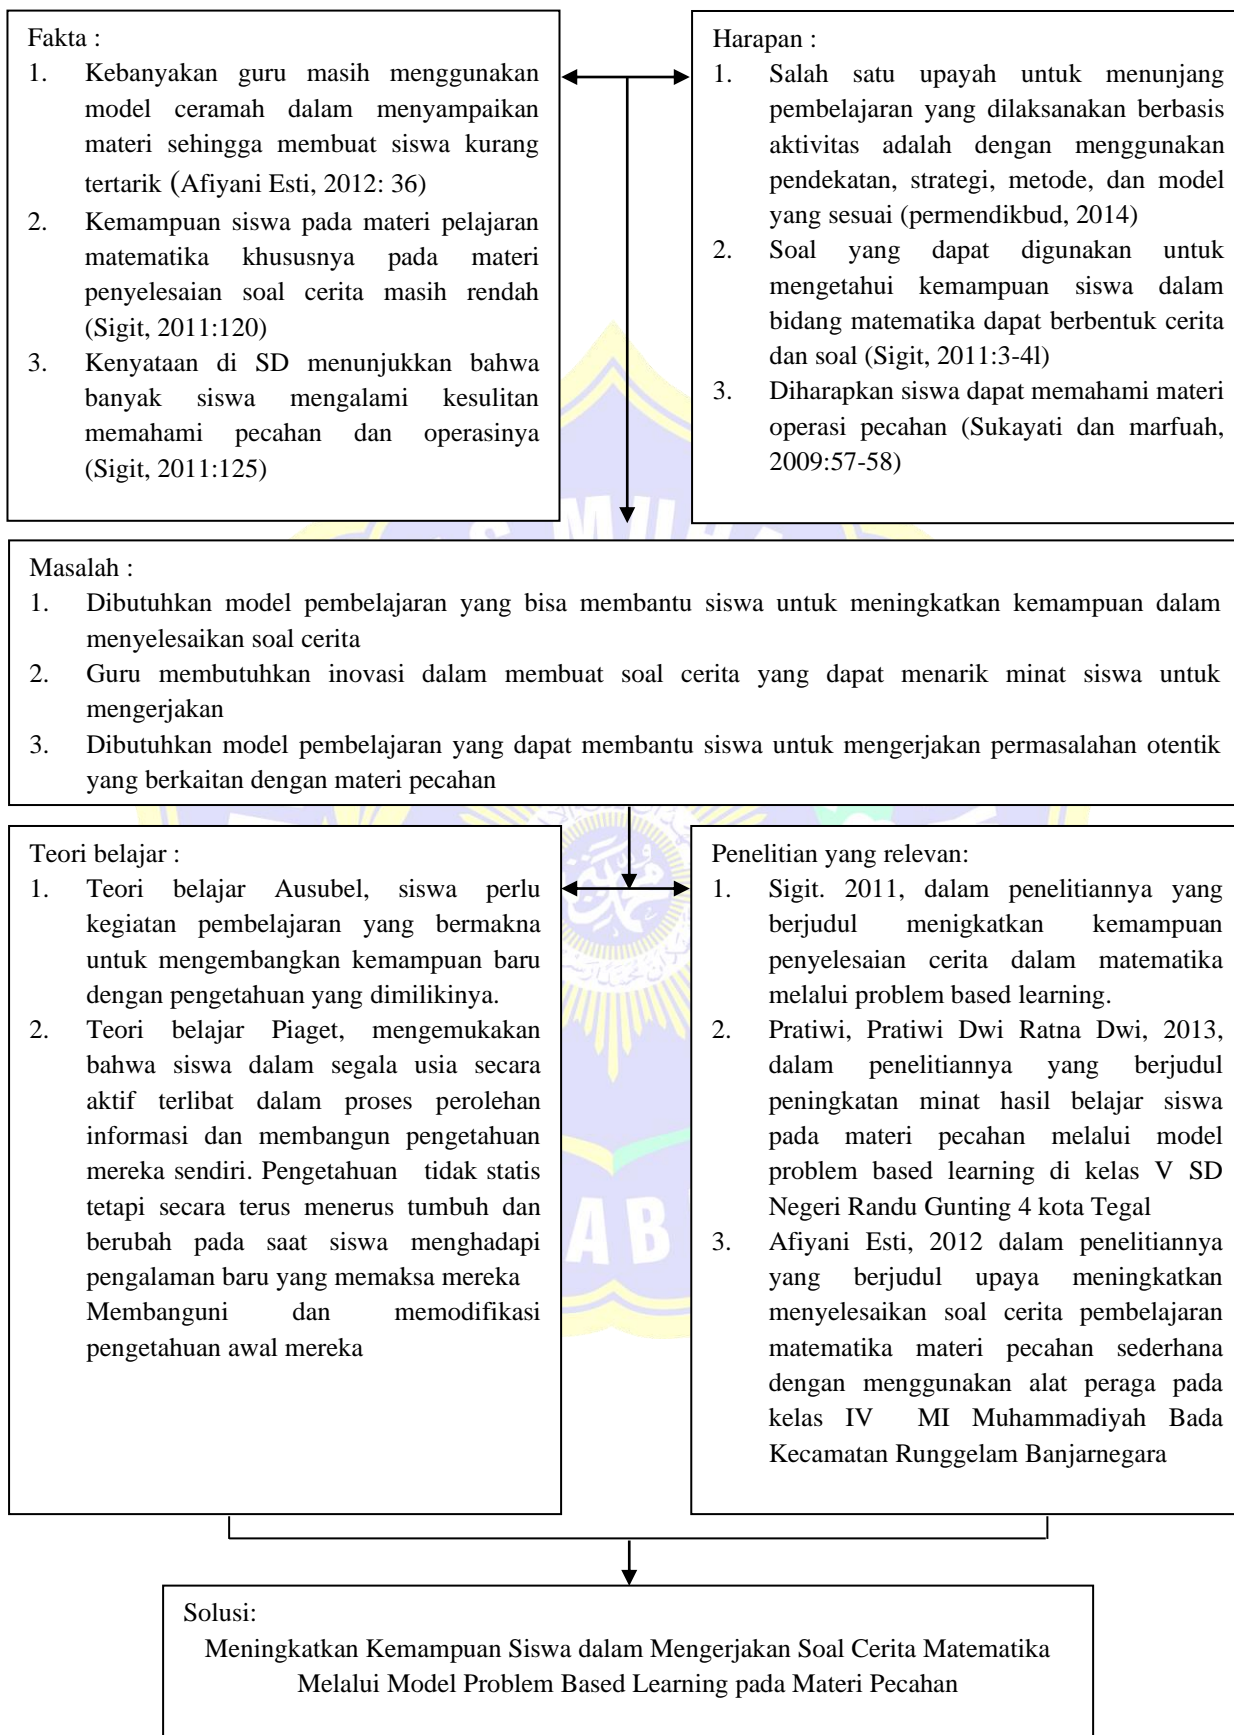 Fakta :
1. Kebanyakan guru masih menggunakan
model ceramah dalam menyampaikan
materi sehingga membuat siswa kurang
tertarik (Afiyani Esti, 2012: 36)
2. Kemampuan siswa pada materi pelajaran
matematika khususnya pada materi
penyelesaian soal cerita masih rendah
(Sigit, 2011:120)
3. Kenyataan di SD menunjukkan bahwa
banyak siswa mengalami kesulitan
memahami pecahan dan operasinya
(Sigit, 2011:125)
Harapan :
1. Salah satu upayah untuk menunjang
pembelajaran yang dilaksanakan berbasis
aktivitas adalah dengan menggunakan
pendekatan, strategi, metode, dan model
yang sesuai (permendikbud, 2014)
2. Soal yang dapat digunakan untuk
mengetahui kemampuan siswa dalam
bidang matematika dapat berbentuk cerita
dan soal (Sigit, 2011:3-4l)
3. Diharapkan siswa dapat memahami materi
operasi pecahan (Sukayati dan marfuah,
2009:57-58)
S MUHA
Masalah :
1. Dibutuhkan model pembelajaran yang bisa membantu siswa untuk meningkatkan kemampuan dalam
menyelesaikan soal cerita
2. Guru membutuhkan inovasi dalam membuat soal cerita yang dapat menarik minat siswa untuk
mengerjakan
3. Dibutuhkan model pembelajaran yang dapat membantu siswa untuk mengerjakan permasalahan otentik
yang berkaitan dengan materi pecahan
Teori belajar :
1. Teori belajar Ausubel, siswa perlu
kegiatan pembelajaran yang bermakna
untuk mengembangkan kemampuan baru
dengan pengetahuan yang dimilikinya.
2. Teori belajar Piaget, mengemukakan
bahwa siswa dalam segala usia secara
aktif terlibat dalam proses perolehan
informasi dan membangun pengetahuan
mereka sendiri. Pengetahuan tidak statis
tetapi secara terus menerus tumbuh dan
berubah pada saat siswa menghadapi
pengalaman baru yang memaksa mereka
Membanguni dan memodifikasi
pengetahuan awal mereka
Penelitian yang relevan:
1. Sigit. 2011, dalam penelitiannya yang
berjudul menigkatkan kemampuan
penyelesaian cerita dalam matematika
melalui problem based learning.
2. Pratiwi, Pratiwi Dwi Ratna Dwi, 2013,
dalam penelitiannya yang berjudul
peningkatan minat hasil belajar siswa
pada materi pecahan melalui model
problem based learning di kelas V SD
Negeri Randu Gunting 4 kota Tegal
3. Afiyani Esti, 2012 dalam penelitiannya
yang berjudul upaya meningkatkan
menyelesaikan soal cerita pembelajaran
matematika materi pecahan sederhana
dengan menggunakan alat peraga pada
kelas IV MI Muhammadiyah Bada
Kecamatan Runggelam Banjarnegara
AB
Solusi:
Meningkatkan Kemampuan Siswa dalam Mengerjakan Soal Cerita Matematika
Melalui Model Problem Based Learning pada Materi Pecahan